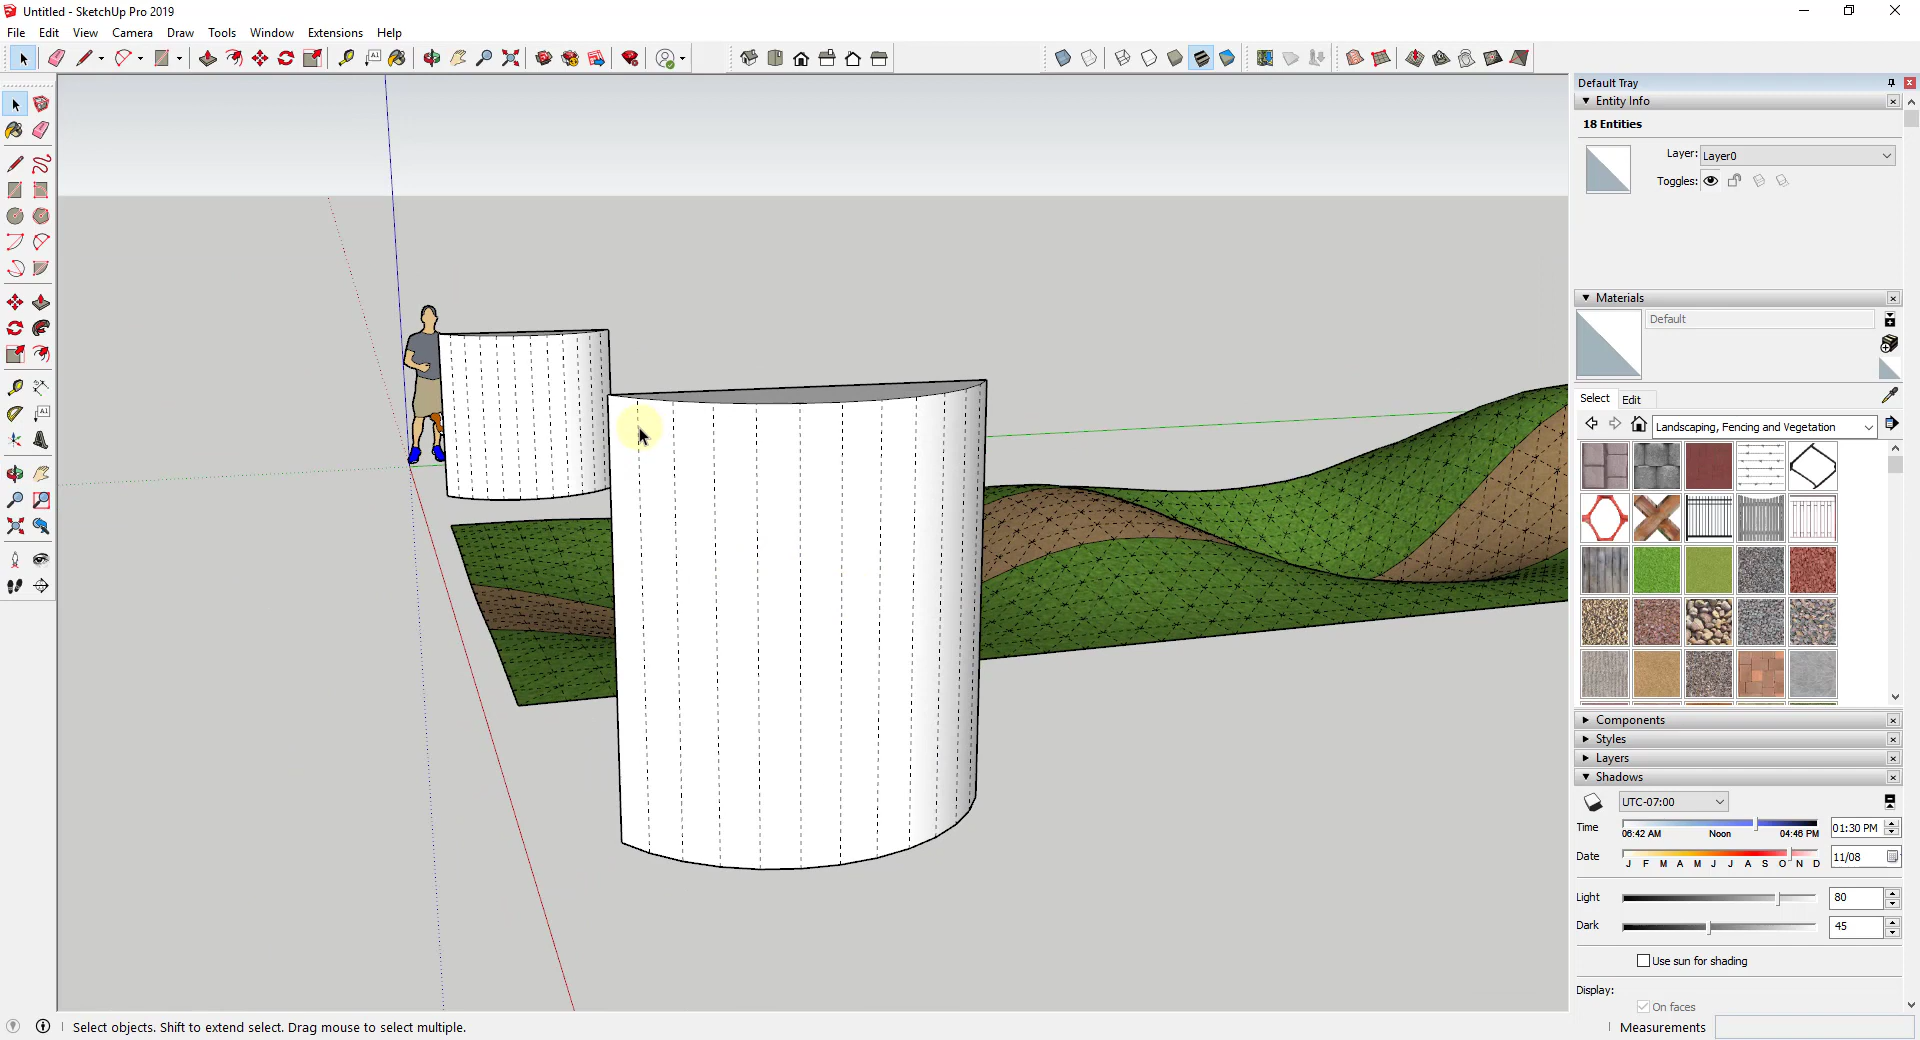 Untitled - SketchUp Pro 2019
File Edit View Camera Draw Tools Window Extensions Help
Default Tray
Entity Info
18 Entities
Layer: Layer0
Toggles:
Materials
Default
Select Edit
Landscaping, Fencing and Vegetation
Components
Styles
Layers
Shadows
UTC-07:00
Time 06:42 AM Noon 04:46 PM 01:30 PM
Date J F M A M J J A S O N D 11/08
Light 80
Dark 45
Use sun for shading
Display:
On faces
Select objects. Shift to extend select. Drag mouse to select multiple.
Measurements